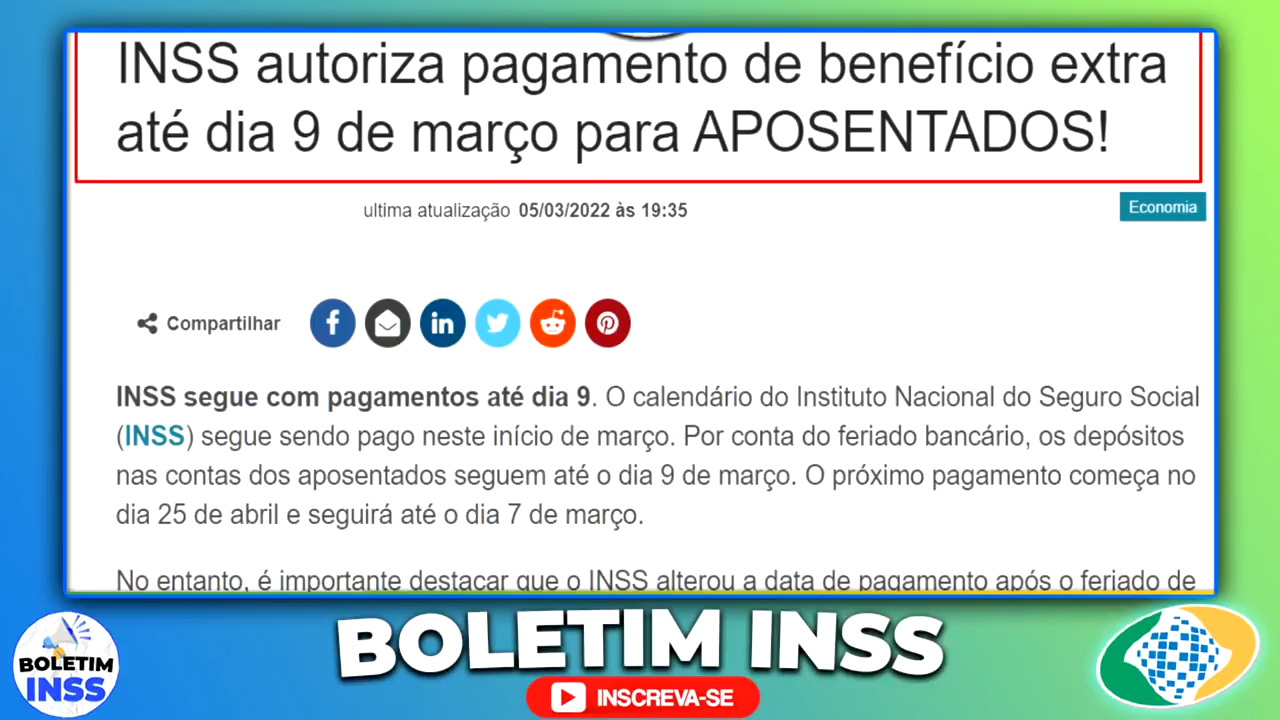 INSS autoriza pagamento de benefício extra
até dia 9 de março para APOSENTADOS!
ultima atualização 05/03/2022 às 19:35
Economia
Compartilhar
INSS segue com pagamentos até dia 9. O calendário do Instituto Nacional do Seguro Social
(INSS) segue sendo pago neste início de março. Por conta do feriado bancário, os depósitos
nas contas dos aposentados seguem até o dia 9 de março. O próximo pagamento começa no
dia 25 de abril e seguirá até o dia 7 de março.
No entanto, é importante destacar que o INSS alterou a data de pagamento após o feriado de
BOLETIM INSS
BOLETIM
INSS
INSCREVA-SE